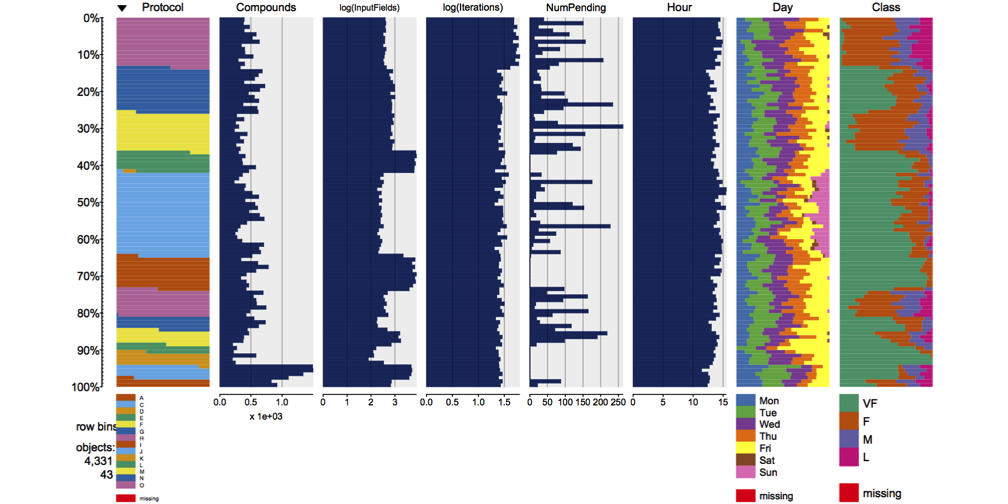 ▼ Protocol Compounds log(InputFields) log(Iterations) NumPending Hour Day Class
0%
10%
20%
30%
40%
50%
60%
70%
80%
90%
100%
0.0 0.5 1.0 0 1 2 3 0.0 0.5 1.0 1.5 0 50 100 150 200 250 0 5 10 15
x 1e+03
row bins
objects:
4,331
43
A
C
D
E
F
G
H
I
J
K
L
M
N
O
missing
Mon
Tue
Wed
Thu
Fri
Sat
Sun
missing
VF
F
M
L
missing